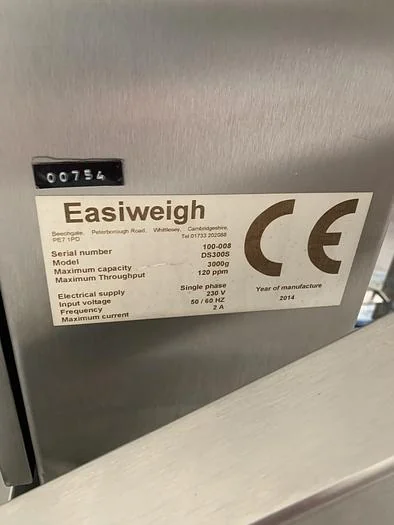 00754
Easiweigh
Beechgate, Peterborough Road, Whittlesey, Cambridgeshire,
PE7 1PD Tel 01733 202088
Serial number 100-008
Model DS300S
Maximum capacity 3000g
Maximum Throughput 120 ppm
Electrical supply Single phase
Input voltage 230 V
Frequency 50 / 60 HZ
Maximum current 2 A
CE
Year of manufacture
2014